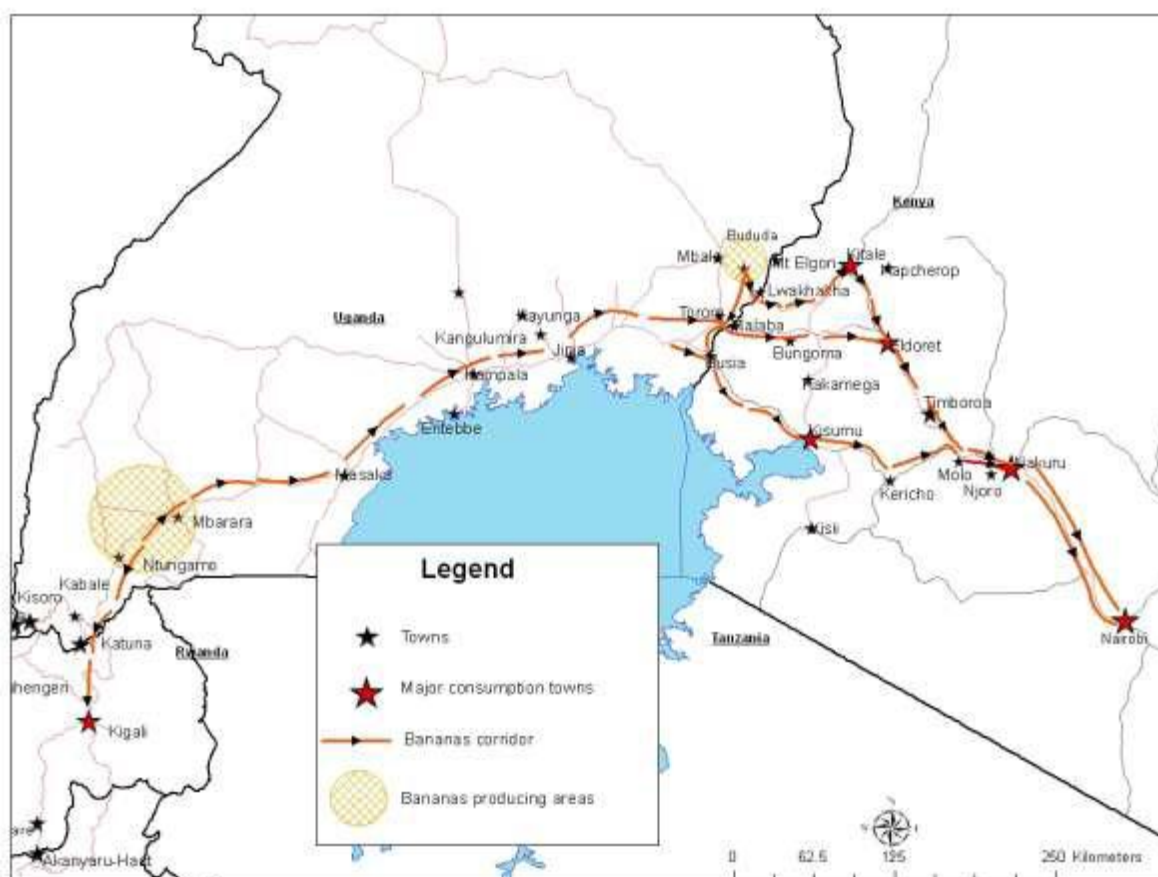 Kenya
Bududa
Mbale
Mt Elgon
Kitale
Kapcherop
Lwakhakha
Uganda
Kayunga
Tororo
Malaba
Kangulumira
Jinja
Bungoma
Eldoret
Busia
Kampala
Kakamega
Entebbe
Timboroa
Kisumu
Masaka
Molo
Nakuru
Njoro
Kericho
Mbarara
Kisii
Ntungamo
Kabale
Kisoro
Katuna
Rwanda
Tanzania
Nairobi
uhengeri
Kigali
are
Akanyaru-Haut
Legend
Towns
Major consumption towns
Bananas corridor
Bananas producing areas
0 62.5 125 250 Kilometers